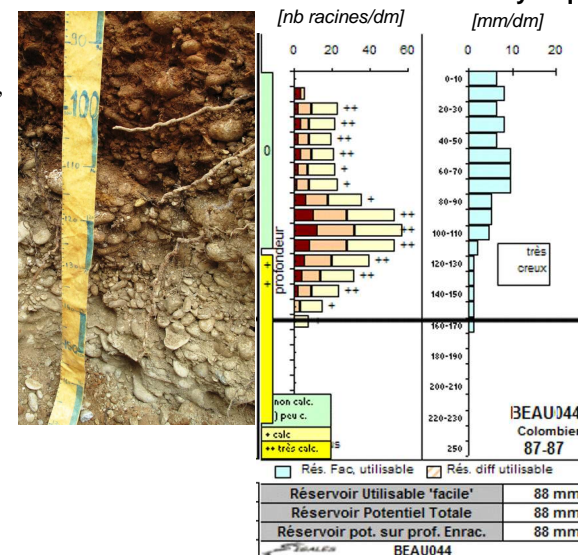 [nb racines/dm] [mm/dm]
0 20 40 60 0 10 20
0-10
20-30
40-50
60-70
80-90
100-110
120-130
140-150
160-170
180-190
200-210
220-230
250
++
++
++
++
+
+
+
++
++
++
++
++
++
+
0
+
+
profondeur
très
creux
non calc.
) peu c.
+ calc
++ très calc.
BEAU044
Colombier
87-87
Rés. Fac, utilisable Rés. diff utilisable
Réservoir Utilisable 'facile' 88 mm
Réservoir Potentiel Totale 88 mm
Réservoir pot. sur prof. Enrac. 88 mm
SIGALES BEAU044
90
100
110